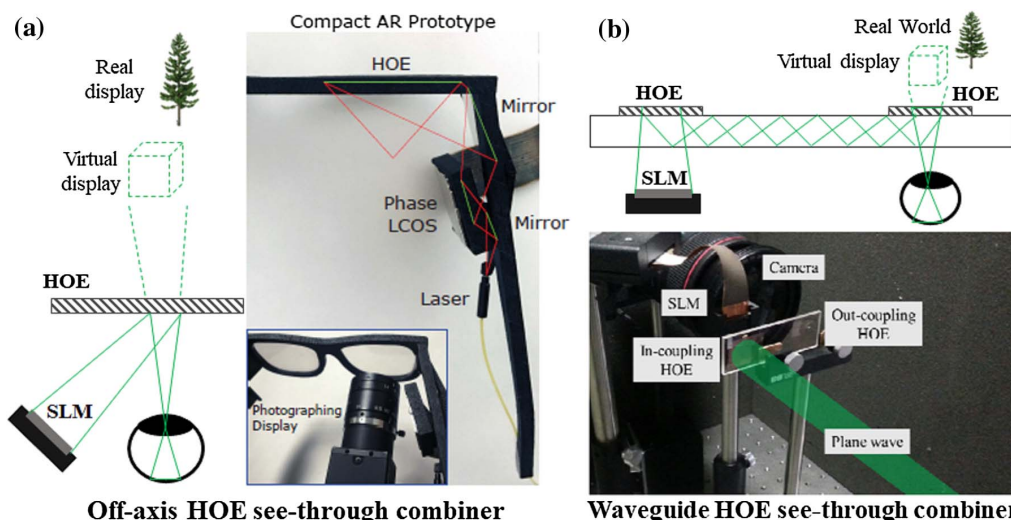 (a)
Real
display
Virtual
display
HOE
SLM
Compact AR Prototype
HOE
Mirror
Phase
LCOS
Mirror
Laser
Photographing
Display
Off-axis HOE see-through combiner
(b)
Real World
Virtual display
HOE
HOE
SLM
Camera
SLM
Out-coupling
HOE
In-coupling
HOE
Plane wave
Waveguide HOE see-through combiner